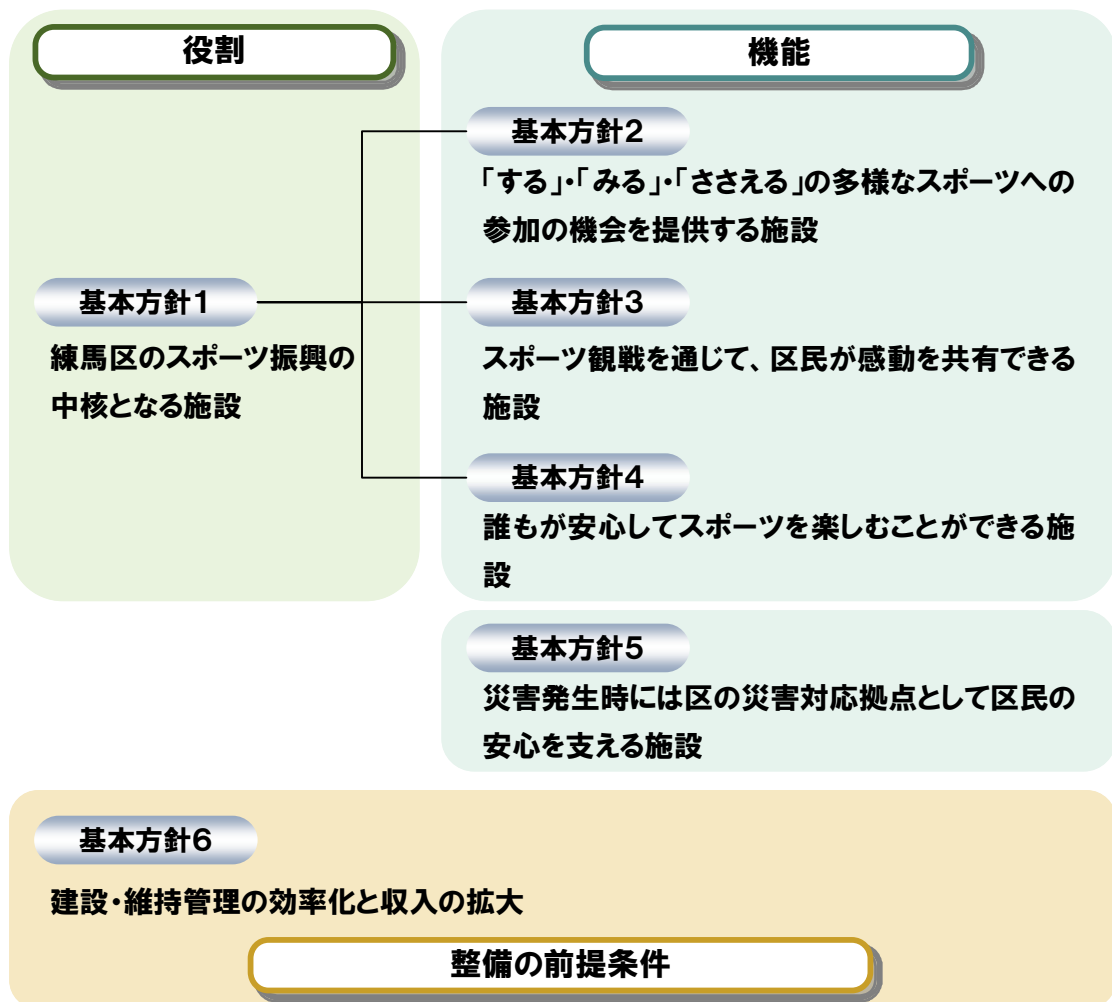 役割
機能
基本方針1
練馬区のスポーツ振興の
中核となる施設
基本方針2
「する」・「みる」・「ささえる」の多様なスポーツへの
参加の機会を提供する施設
基本方針3
スポーツ観戦を通じて、区民が感動を共有できる
施設
基本方針4
誰もが安心してスポーツを楽しむことができる施
設
基本方針5
災害発生時には区の災害対応拠点として区民の
安心を支える施設
基本方針6
建設・維持管理の効率化と収入の拡大
整備の前提条件